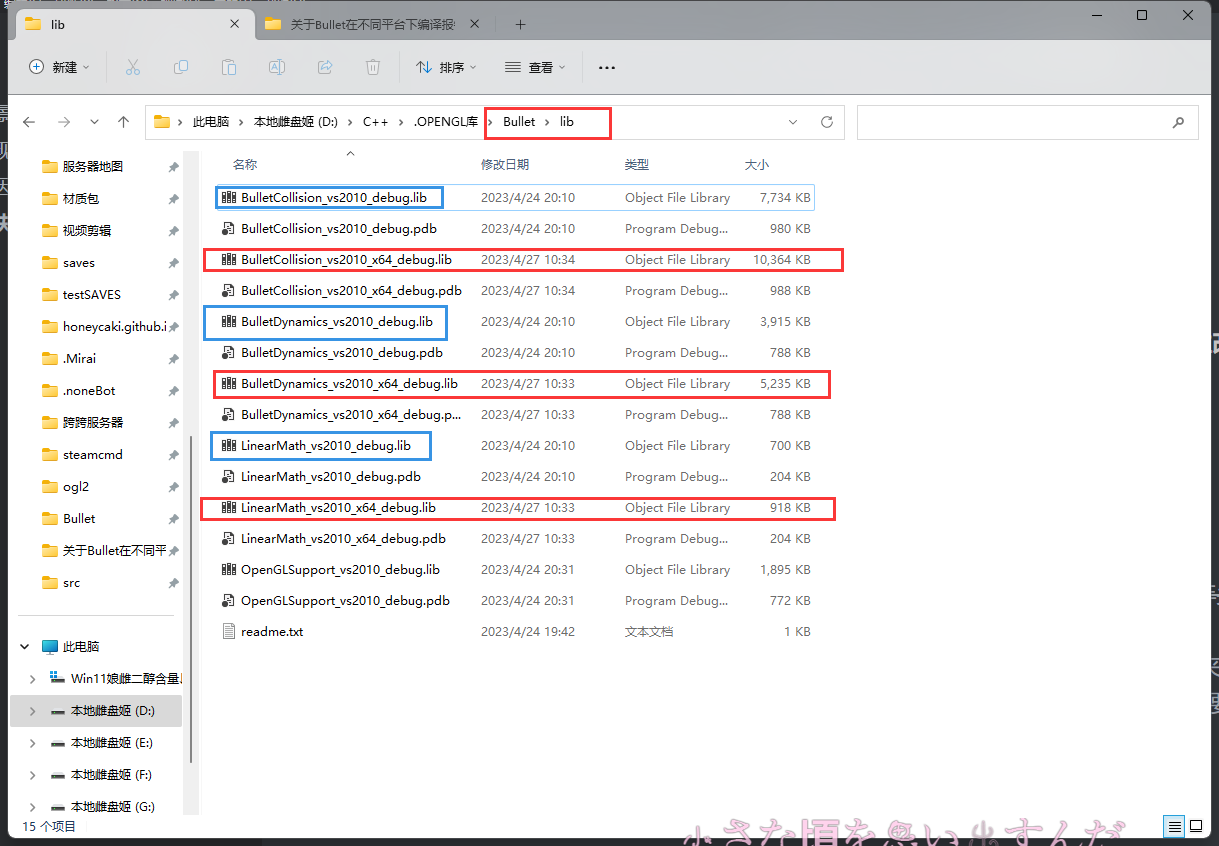 lib
关于Bullet在不同平台下编译报
新建
排序
查看
此电脑 本地雌盘姬 (D:) C++ .OPENGL库 Bullet lib
服务器地图
材质包
视频剪辑
saves
testSAVES
honeycaki.github.i
.Mirai
.noneBot
跨跨服务器
steamcmd
ogl2
Bullet
关于Bullet在不同平
src
此电脑
Win11娘雌二醇含量
本地雌盘姬 (D:)
本地雌盘姬 (E:)
本地雌盘姬 (F:)
本地雌盘姬 (G:)
名称 修改日期 类型 大小
BulletCollision_vs2010_debug.lib 2023/4/24 20:10 Object File Library 7,734 KB
BulletCollision_vs2010_debug.pdb 2023/4/24 20:10 Program Debug... 980 KB
BulletCollision_vs2010_x64_debug.lib 2023/4/27 10:34 Object File Library 10,364 KB
BulletCollision_vs2010_x64_debug.pdb 2023/4/27 10:34 Program Debug... 988 KB
BulletDynamics_vs2010_debug.lib 2023/4/24 20:10 Object File Library 3,915 KB
BulletDynamics_vs2010_debug.pdb 2023/4/24 20:10 Program Debug... 788 KB
BulletDynamics_vs2010_x64_debug.lib 2023/4/27 10:33 Object File Library 5,235 KB
BulletDynamics_vs2010_x64_debug.p... 2023/4/27 10:33 Program Debug... 788 KB
LinearMath_vs2010_debug.lib 2023/4/24 20:10 Object File Library 700 KB
LinearMath_vs2010_debug.pdb 2023/4/24 20:10 Program Debug... 204 KB
LinearMath_vs2010_x64_debug.lib 2023/4/27 10:33 Object File Library 918 KB
LinearMath_vs2010_x64_debug.pdb 2023/4/27 10:33 Program Debug... 204 KB
OpenGLSupport_vs2010_debug.lib 2023/4/24 20:31 Object File Library 1,895 KB
OpenGLSupport_vs2010_debug.pdb 2023/4/24 20:31 Program Debug... 772 KB
readme.txt 2023/4/24 19:42 文本文档 1 KB
15 个项目
小さな頃を思い出すんだ